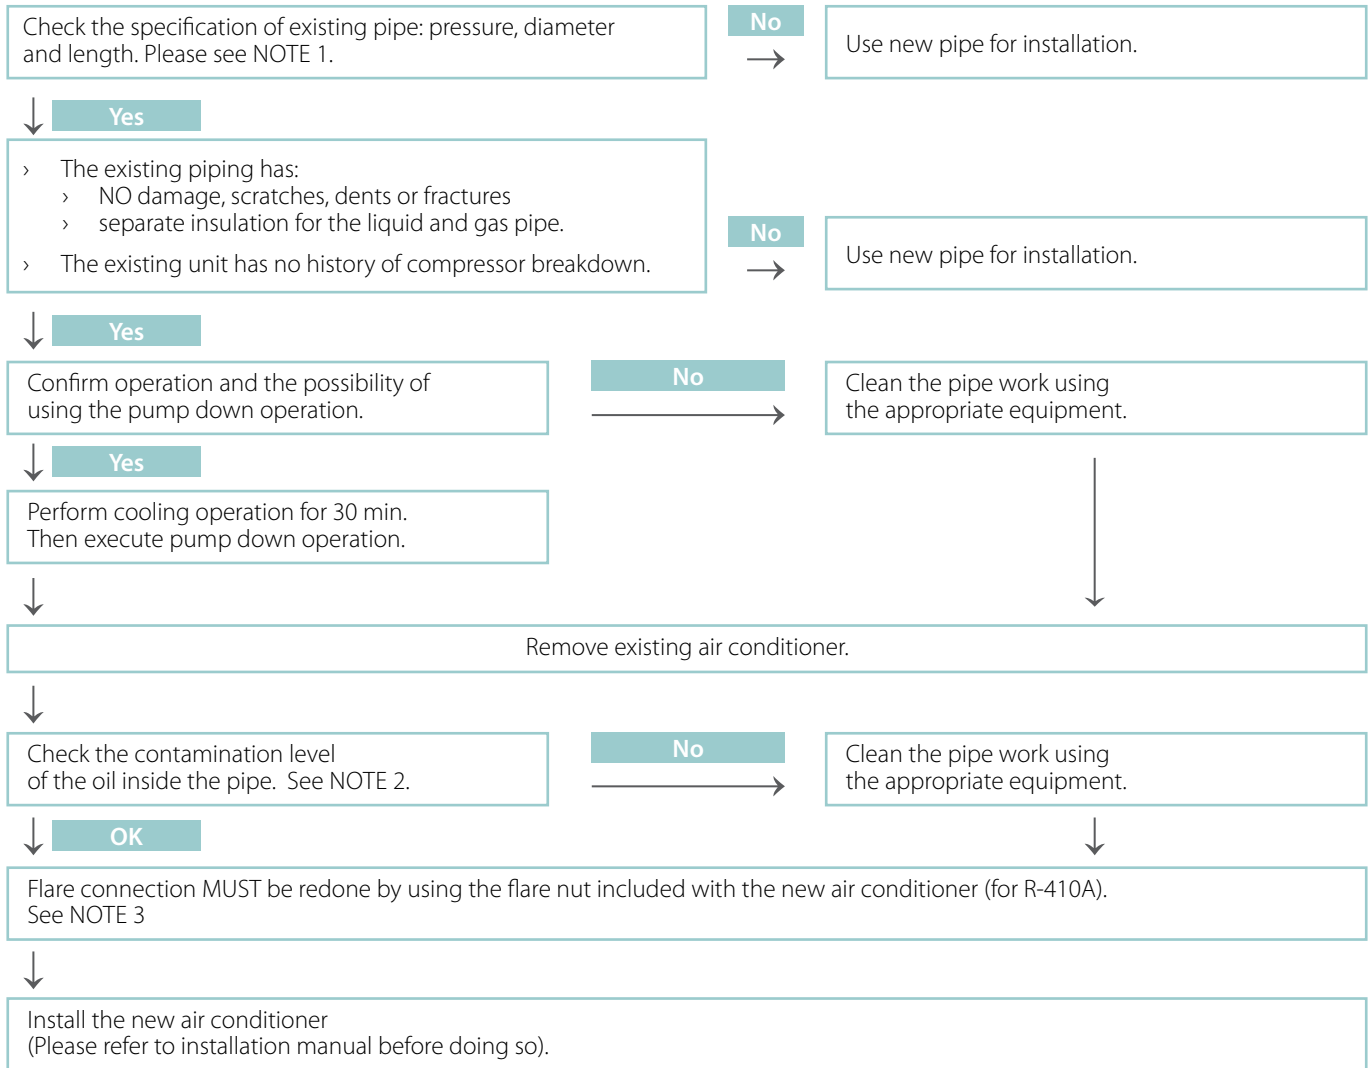 Check the specification of existing pipe: pressure, diameter
and length. Please see NOTE 1.
No
Use new pipe for installation.
Yes
› The existing piping has:
› NO damage, scratches, dents or fractures
› separate insulation for the liquid and gas pipe.
› The existing unit has no history of compressor breakdown.
No
Use new pipe for installation.
Yes
Confirm operation and the possibility of
using the pump down operation.
No
Clean the pipe work using
the appropriate equipment.
Yes
Perform cooling operation for 30 min.
Then execute pump down operation.
Remove existing air conditioner.
Check the contamination level
of the oil inside the pipe. See NOTE 2.
No
Clean the pipe work using
the appropriate equipment.
OK
Flare connection MUST be redone by using the flare nut included with the new air conditioner (for R-410A).
See NOTE 3
Install the new air conditioner
(Please refer to installation manual before doing so).